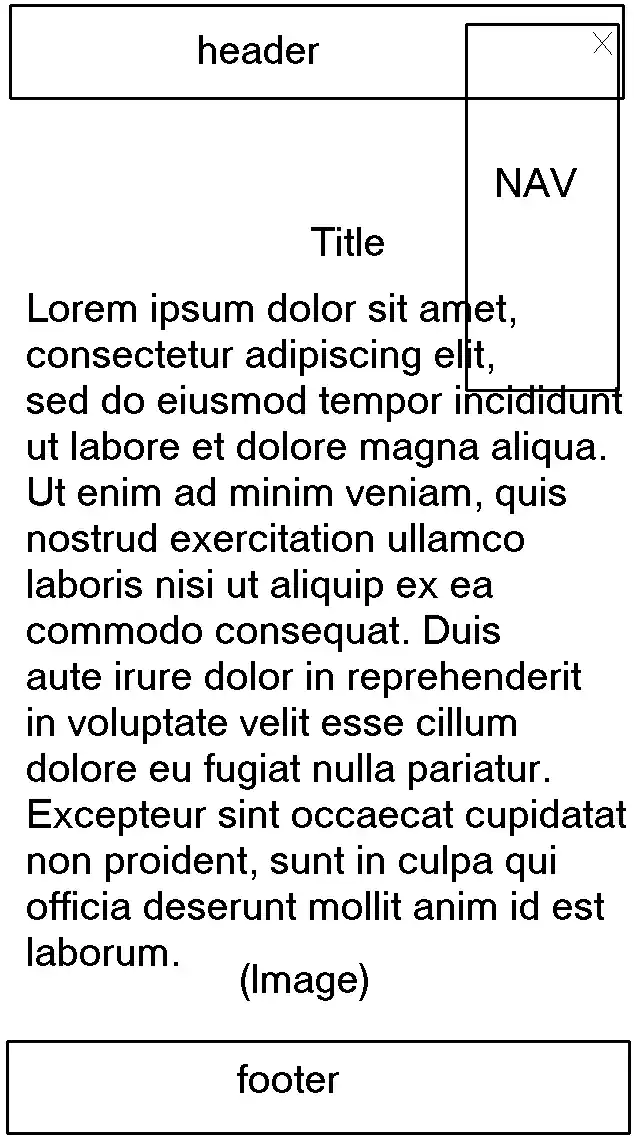 header
X
NAV
Title
Lorem ipsum dolor sit amet,
consectetur adipiscing elit,
sed do eiusmod tempor incididunt
ut labore et dolore magna aliqua.
Ut enim ad minim veniam, quis
nostrud exercitation ullamco
laboris nisi ut aliquip ex ea
commodo consequat. Duis
aute irure dolor in reprehenderit
in voluptate velit esse cillum
dolore eu fugiat nulla pariatur.
Excepteur sint occaecat cupidatat
non proident, sunt in culpa qui
officia deserunt mollit anim id est
laborum.
(Image)
footer